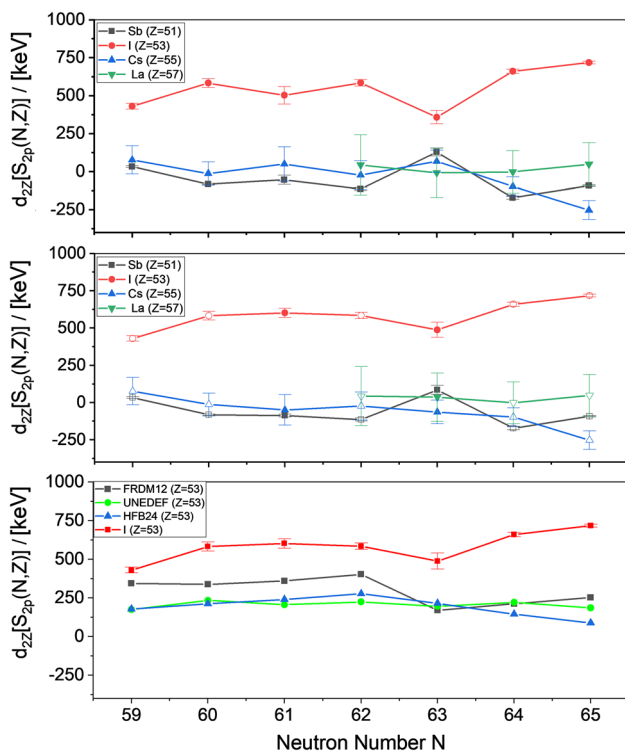 d2Z[S2p(N,Z)] / [keV]
1000
750
500
250
0
-250
Sb (Z=51)
I (Z=53)
Cs (Z=55)
La (Z=57)
d2Z[S2p(N,Z)] / [keV]
1000
750
500
250
0
-250
Sb (Z=51)
I (Z=53)
Cs (Z=55)
La (Z=57)
d2Z[S2p(N,Z)] / [keV]
1000
750
500
250
0
-250
FRDM12 (Z=53)
UNEDEF (Z=53)
HFB24 (Z=53)
I (Z=53)
59 60 61 62 63 64 65
Neutron Number N